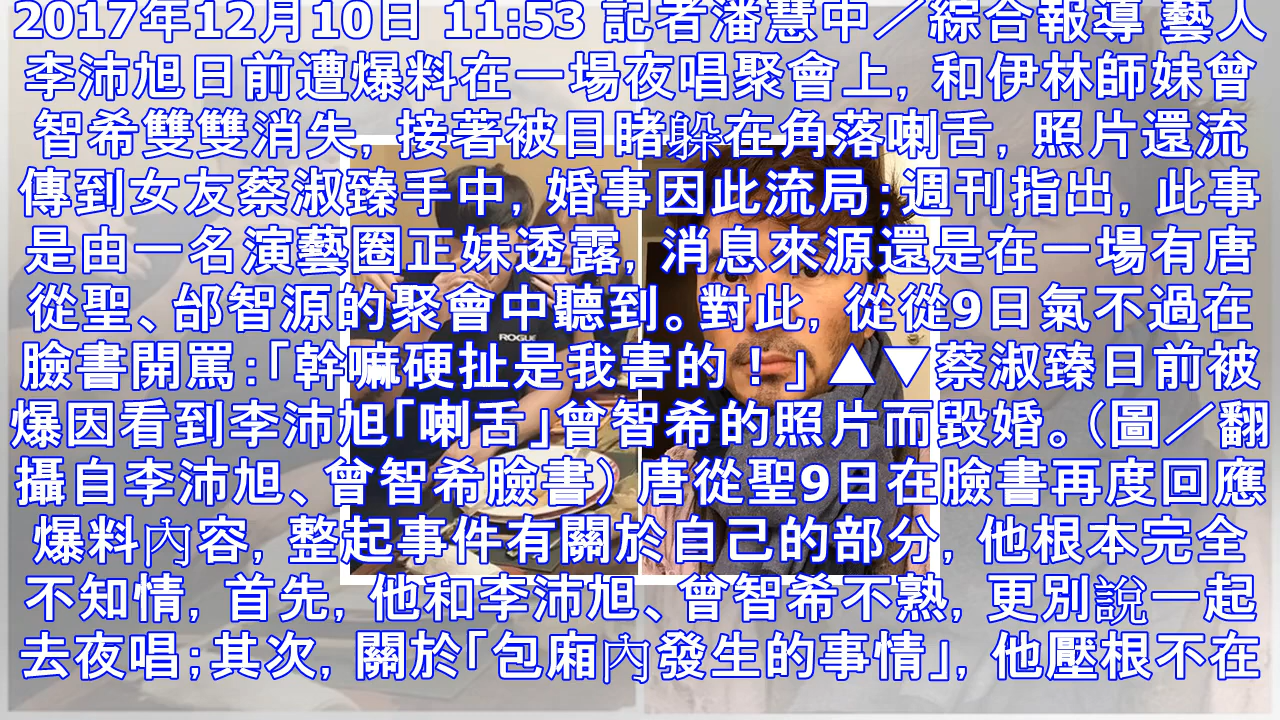 2017年12月10日 11:53 記者潘慧中／綜合報導 藝人
李沛旭日前遭爆料在一場夜唱聚會上, 和伊林師妹曾
智希雙雙消失, 接著被目睹躲在角落喇舌, 照片還流
傳到女友蔡淑臻手中, 婚事因此流局;週刊指出, 此事
是由一名演藝圈正妹透露, 消息來源還是在一場有唐
從聖、邰智源的聚會中聽到。對此, 從從9日氣不過在
臉書開罵:「幹嘛硬扯是我害的！」▲▼蔡淑臻日前被
爆因看到李沛旭「喇舌」曾智希的照片而毀婚。（圖／翻
攝自李沛旭、曾智希臉書）唐從聖9日在臉書再度回應
爆料內容, 整起事件有關於自己的部分, 他根本完全
不知情, 首先, 他和李沛旭、曾智希不熟, 更別說一起
去夜唱;其次, 關於「包廂內發生的事情」, 他壓根不在
ROGUE